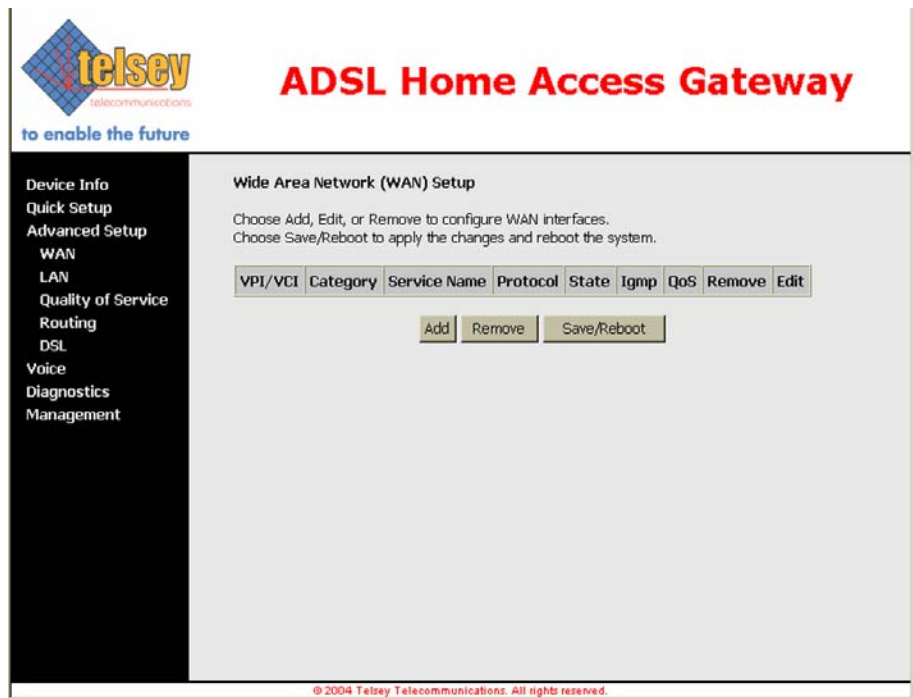 telsey
telecommunications
to enable the future
ADSL Home Access Gateway
Device Info
Quick Setup
Advanced Setup
WAN
LAN
Quality of Service
Routing
DSL
Voice
Diagnostics
Management
Wide Area Network (WAN) Setup
Choose Add, Edit, or Remove to configure WAN interfaces.
Choose Save/Reboot to apply the changes and reboot the system.
VPI/VCI Category Service Name Protocol State Igmp QoS Remove Edit
Add Remove Save/Reboot
© 2004 Telsey Telecommunications. All rights reserved.